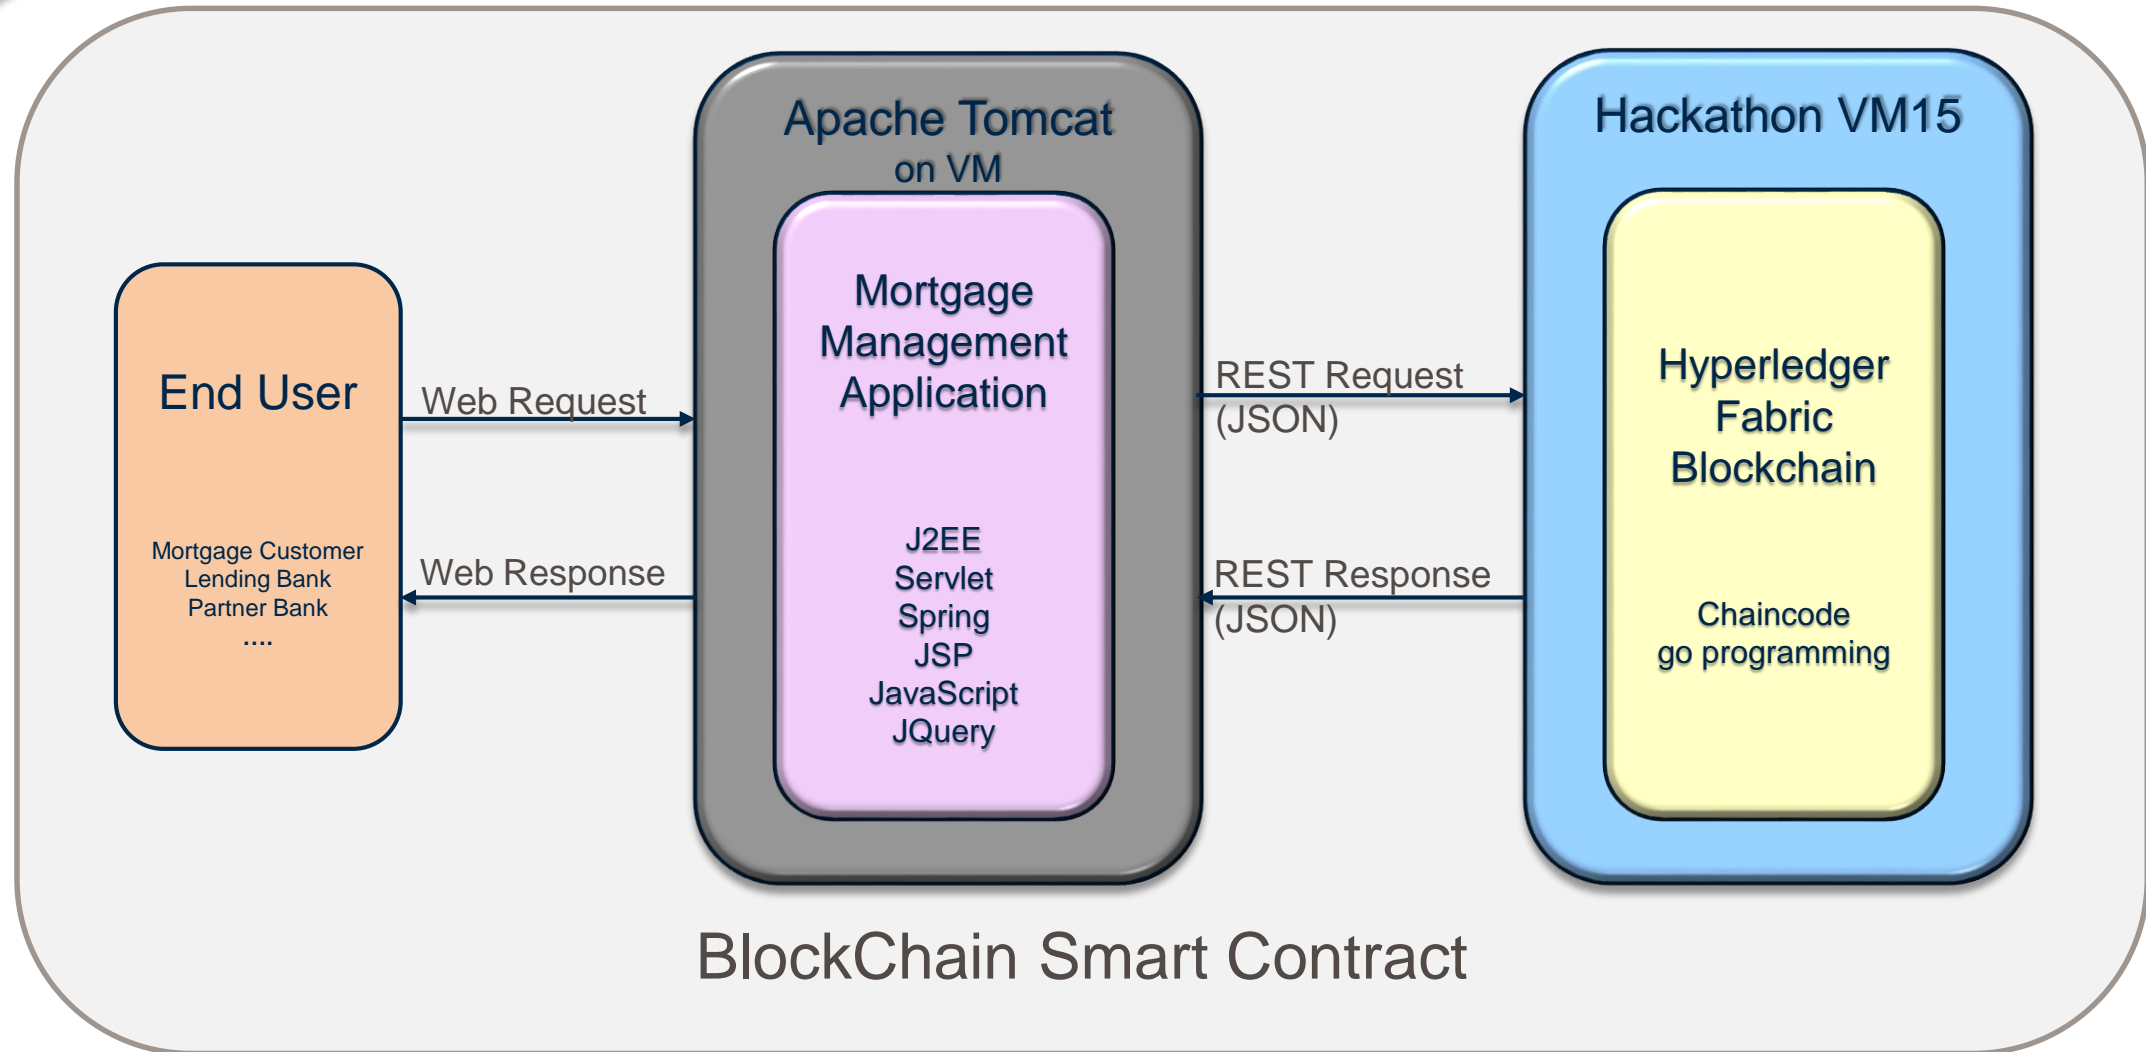 End User
Mortgage Customer
Lending Bank
Partner Bank
....
Web Request
Web Response
Apache Tomcat
on VM
Mortgage
Management
Application
J2EE
Servlet
Spring
JSP
JavaScript
JQuery
REST Request
(JSON)
REST Response
(JSON)
Hackathon VM15
Hyperledger
Fabric
Blockchain
Chaincode
go programming
BlockChain Smart Contract